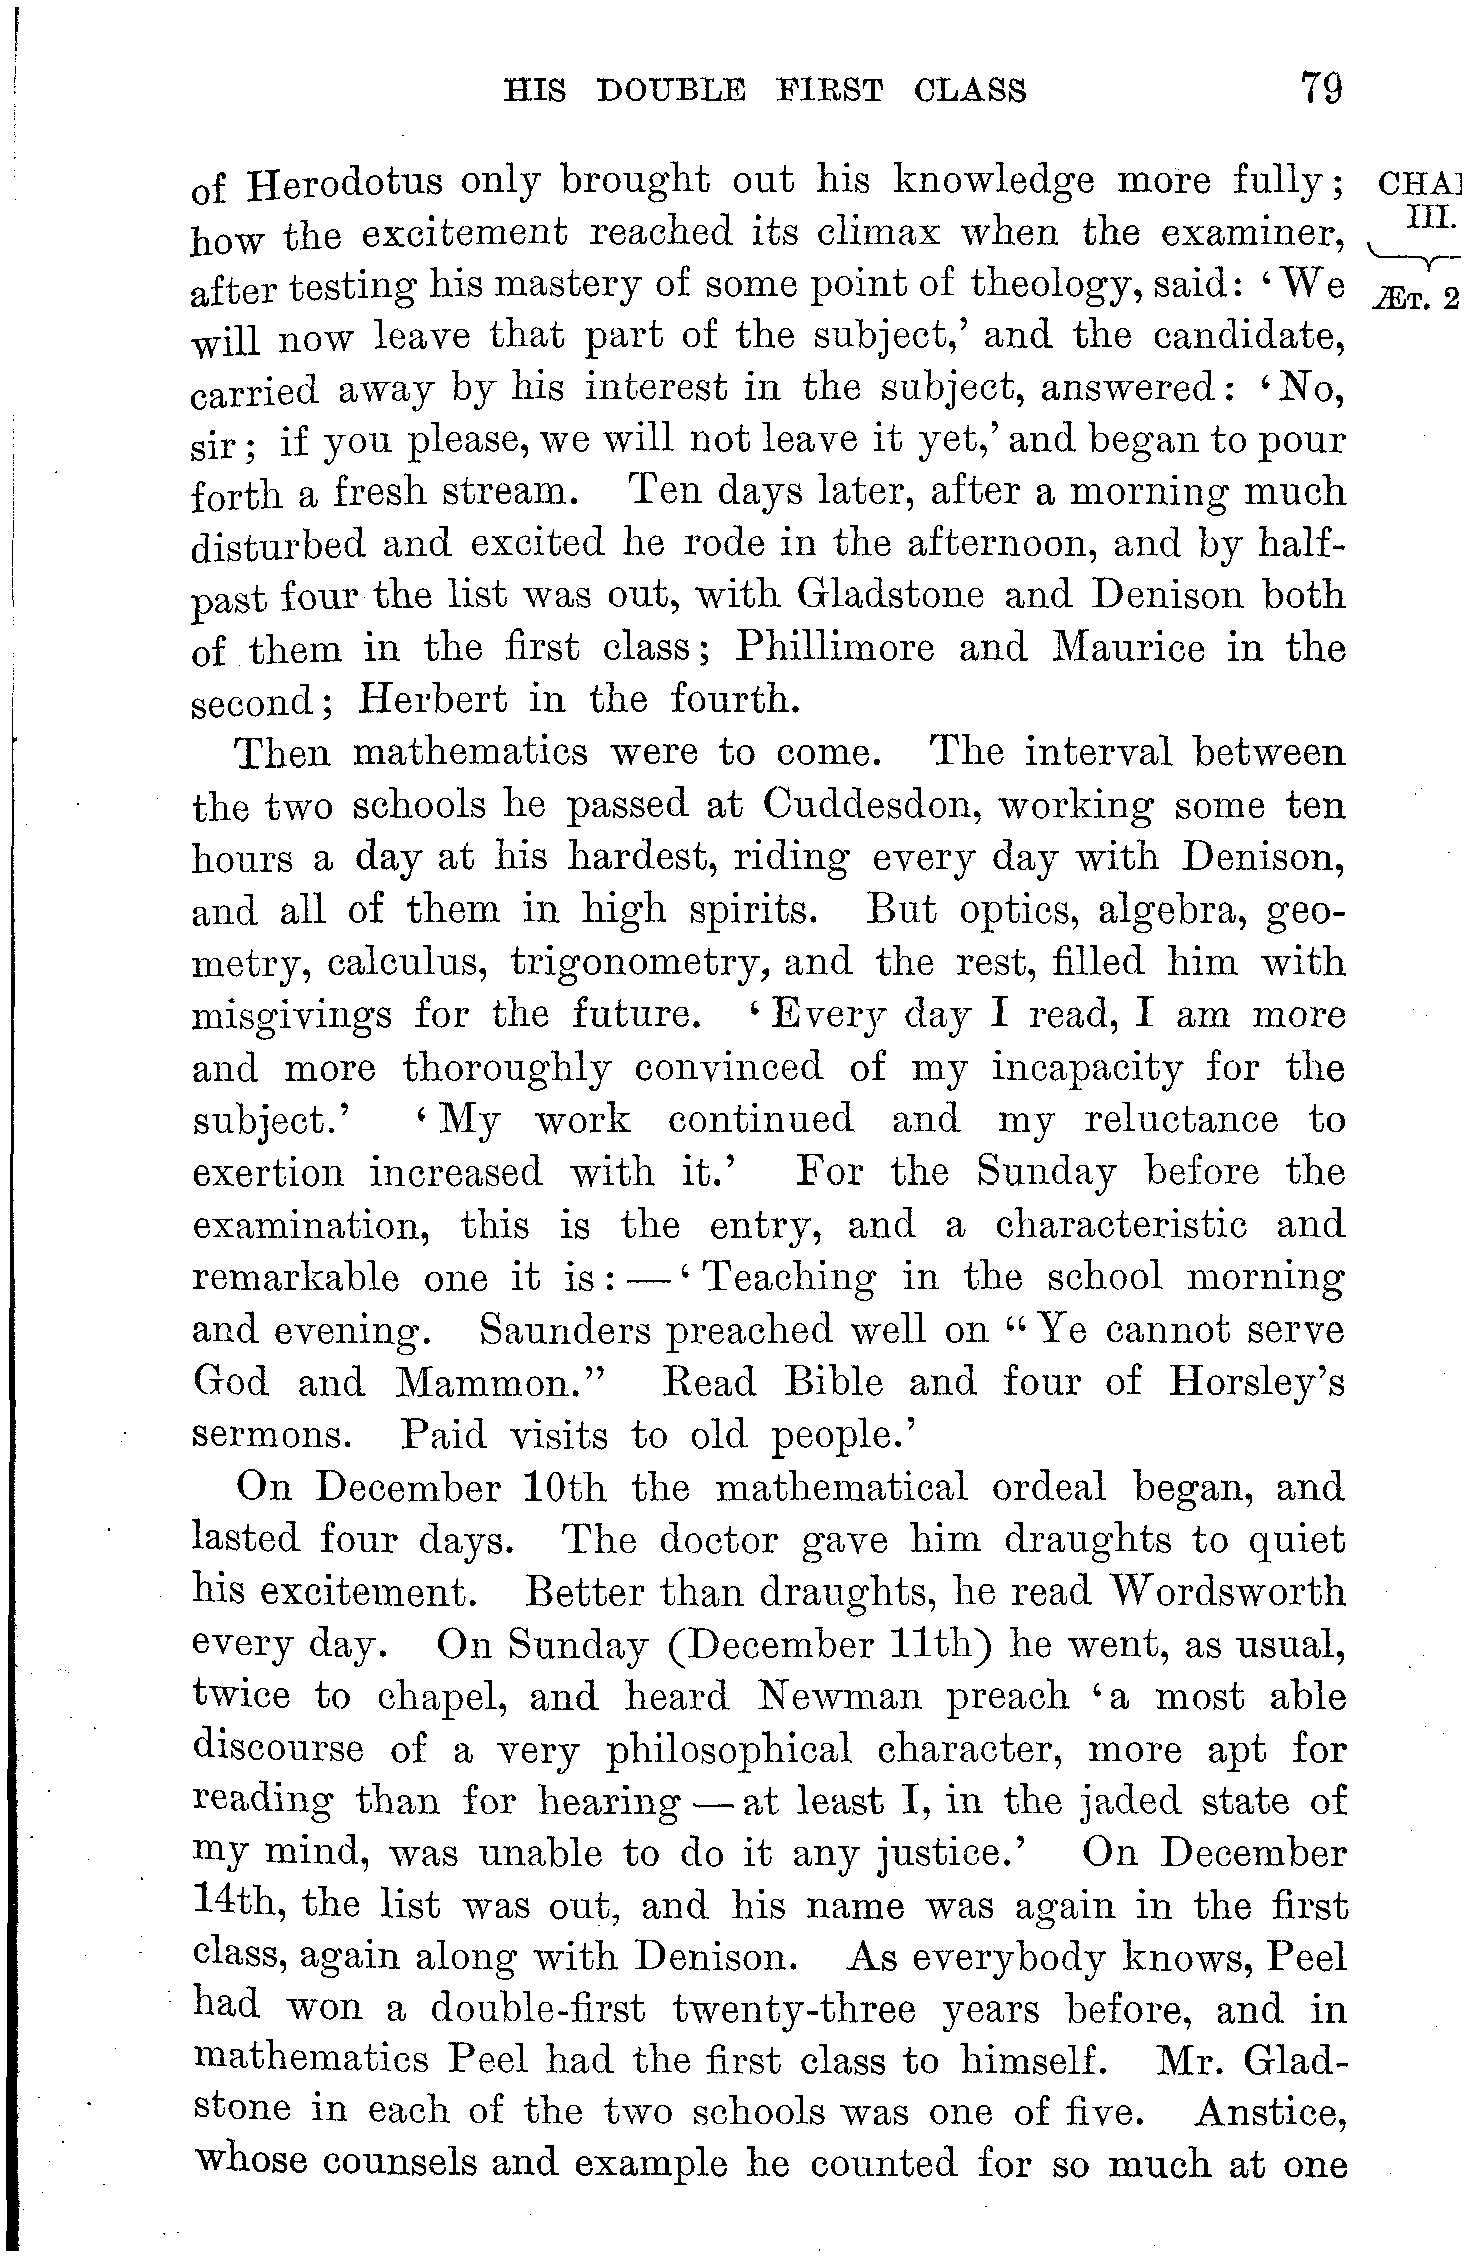 HIS DOUBLE FIRST CLASS 79
of Herodotus only brought out his knowledge more fully;
how the excitement reached its climax when the examiner,
after testing his mastery of some point of theology, said: ‘We
will now leave that part of the subject,’ and the candidate,
carried away by his interest in the subject, answered: ‘No,
sir; if you please, we will not leave it yet,’ and began to pour
forth a fresh stream. Ten days later, after a morning much
disturbed and excited he rode in the afternoon, and by half-
past four the list was out, with Gladstone and Denison both
of them in the first class; Phillimore and Maurice in the
second; Herbert in the fourth.
Then mathematics were to come. The interval between
the two schools he passed at Cuddesdon, working some ten
hours a day at his hardest, riding every day with Denison,
and all of them in high spirits. But optics, algebra, geo-
metry, calculus, trigonometry, and the rest, filled him with
misgivings for the future. ‘Every day I read, I am more
and more thoroughly convinced of my incapacity for the
subject.’ ‘My work continued and my reluctance to
exertion increased with it.’ For the Sunday before the
examination, this is the entry, and a characteristic and
remarkable one it is:—‘Teaching in the school morning
and evening. Saunders preached well on “Ye cannot serve
God and Mammon.” Read Bible and four of Horsley’s
sermons. Paid visits to old people.’
On December 10th the mathematical ordeal began, and
lasted four days. The doctor gave him draughts to quiet
his excitement. Better than draughts, he read Wordsworth
every day. On Sunday (December 11th) he went, as usual,
twice to chapel, and heard Newman preach ‘a most able
discourse of a very philosophical character, more apt for
reading than for hearing—at least I, in the jaded state of
my mind, was unable to do it any justice.’ On December
14th, the list was out, and his name was again in the first
class, again along with Denison. As everybody knows, Peel
had won a double-first twenty-three years before, and in
mathematics Peel had the first class to himself. Mr. Glad-
stone in each of the two schools was one of five. Anstice,
whose counsels and example he counted for so much at one
III.
ÆT. 2